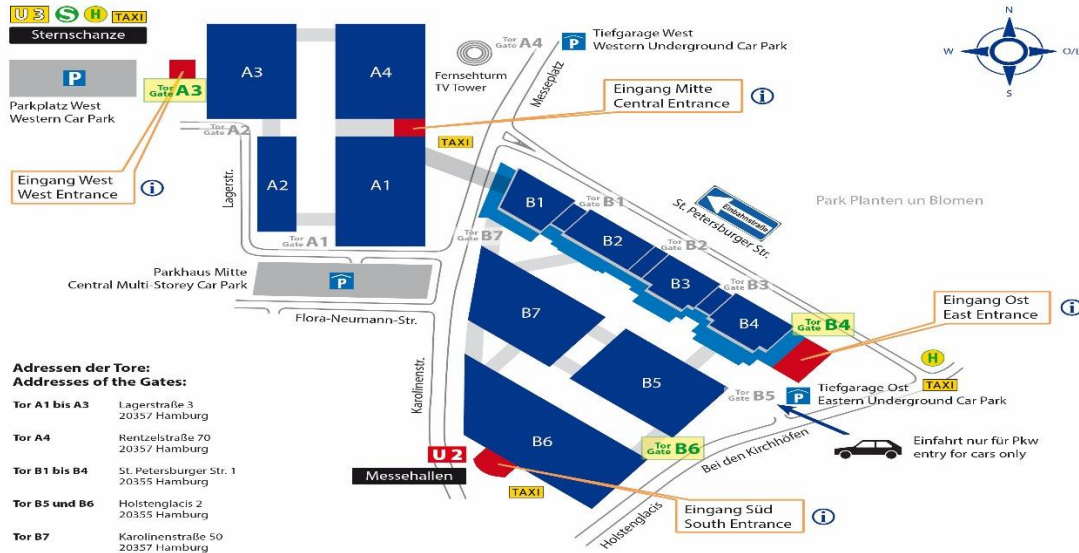 U3 S H TAXI
Sternschanze
P
Parkplatz West
Western Car Park
Tor
Gate A3
Eingang West
West Entrance
i
A3
A4
A2
A1
Tor
Gate A2
Lagerstr.
Tor
Gate A1
Tor
Gate A4
Fernsehturm
TV Tower
P
Tiefgarage West
Western Underground Car Park
Messeplatz
Eingang Mitte
Central Entrance
i
TAXI
N
W
O/E
S
Parkhaus Mitte
Central Multi-Storey Car Park
P
Flora-Neumann-Str.
Karolinenstr.
B1
B2
B3
B4
B7
B5
B6
Tor
Gate B1
Tor
Gate B2
Tor
Gate B3
Tor
Gate B4
Tor
Gate B7
Einbahnstraße
St. Petersburger Str.
Park Planten un Blomen
Eingang Ost
East Entrance
i
H
TAXI
Tor
Gate B5
P
Tiefgarage Ost
Eastern Underground Car Park
Einfahrt nur für Pkw
entry for cars only
Tor
Gate B6
Bei den Kirchhöfen
Holstenglacis
U2
Messehallen
TAXI
Eingang Süd
South Entrance
i
Adressen der Tore:
Addresses of the Gates:
Tor A1 bis A3 Lagerstraße 3
20357 Hamburg
Tor A4 Rentzelstraße 70
20357 Hamburg
Tor B1 bis B4 St. Petersburger Str. 1
20355 Hamburg
Tor B5 und B6 Holstenglacis 2
20355 Hamburg
Tor B7 Karolinenstraße 50
20357 Hamburg